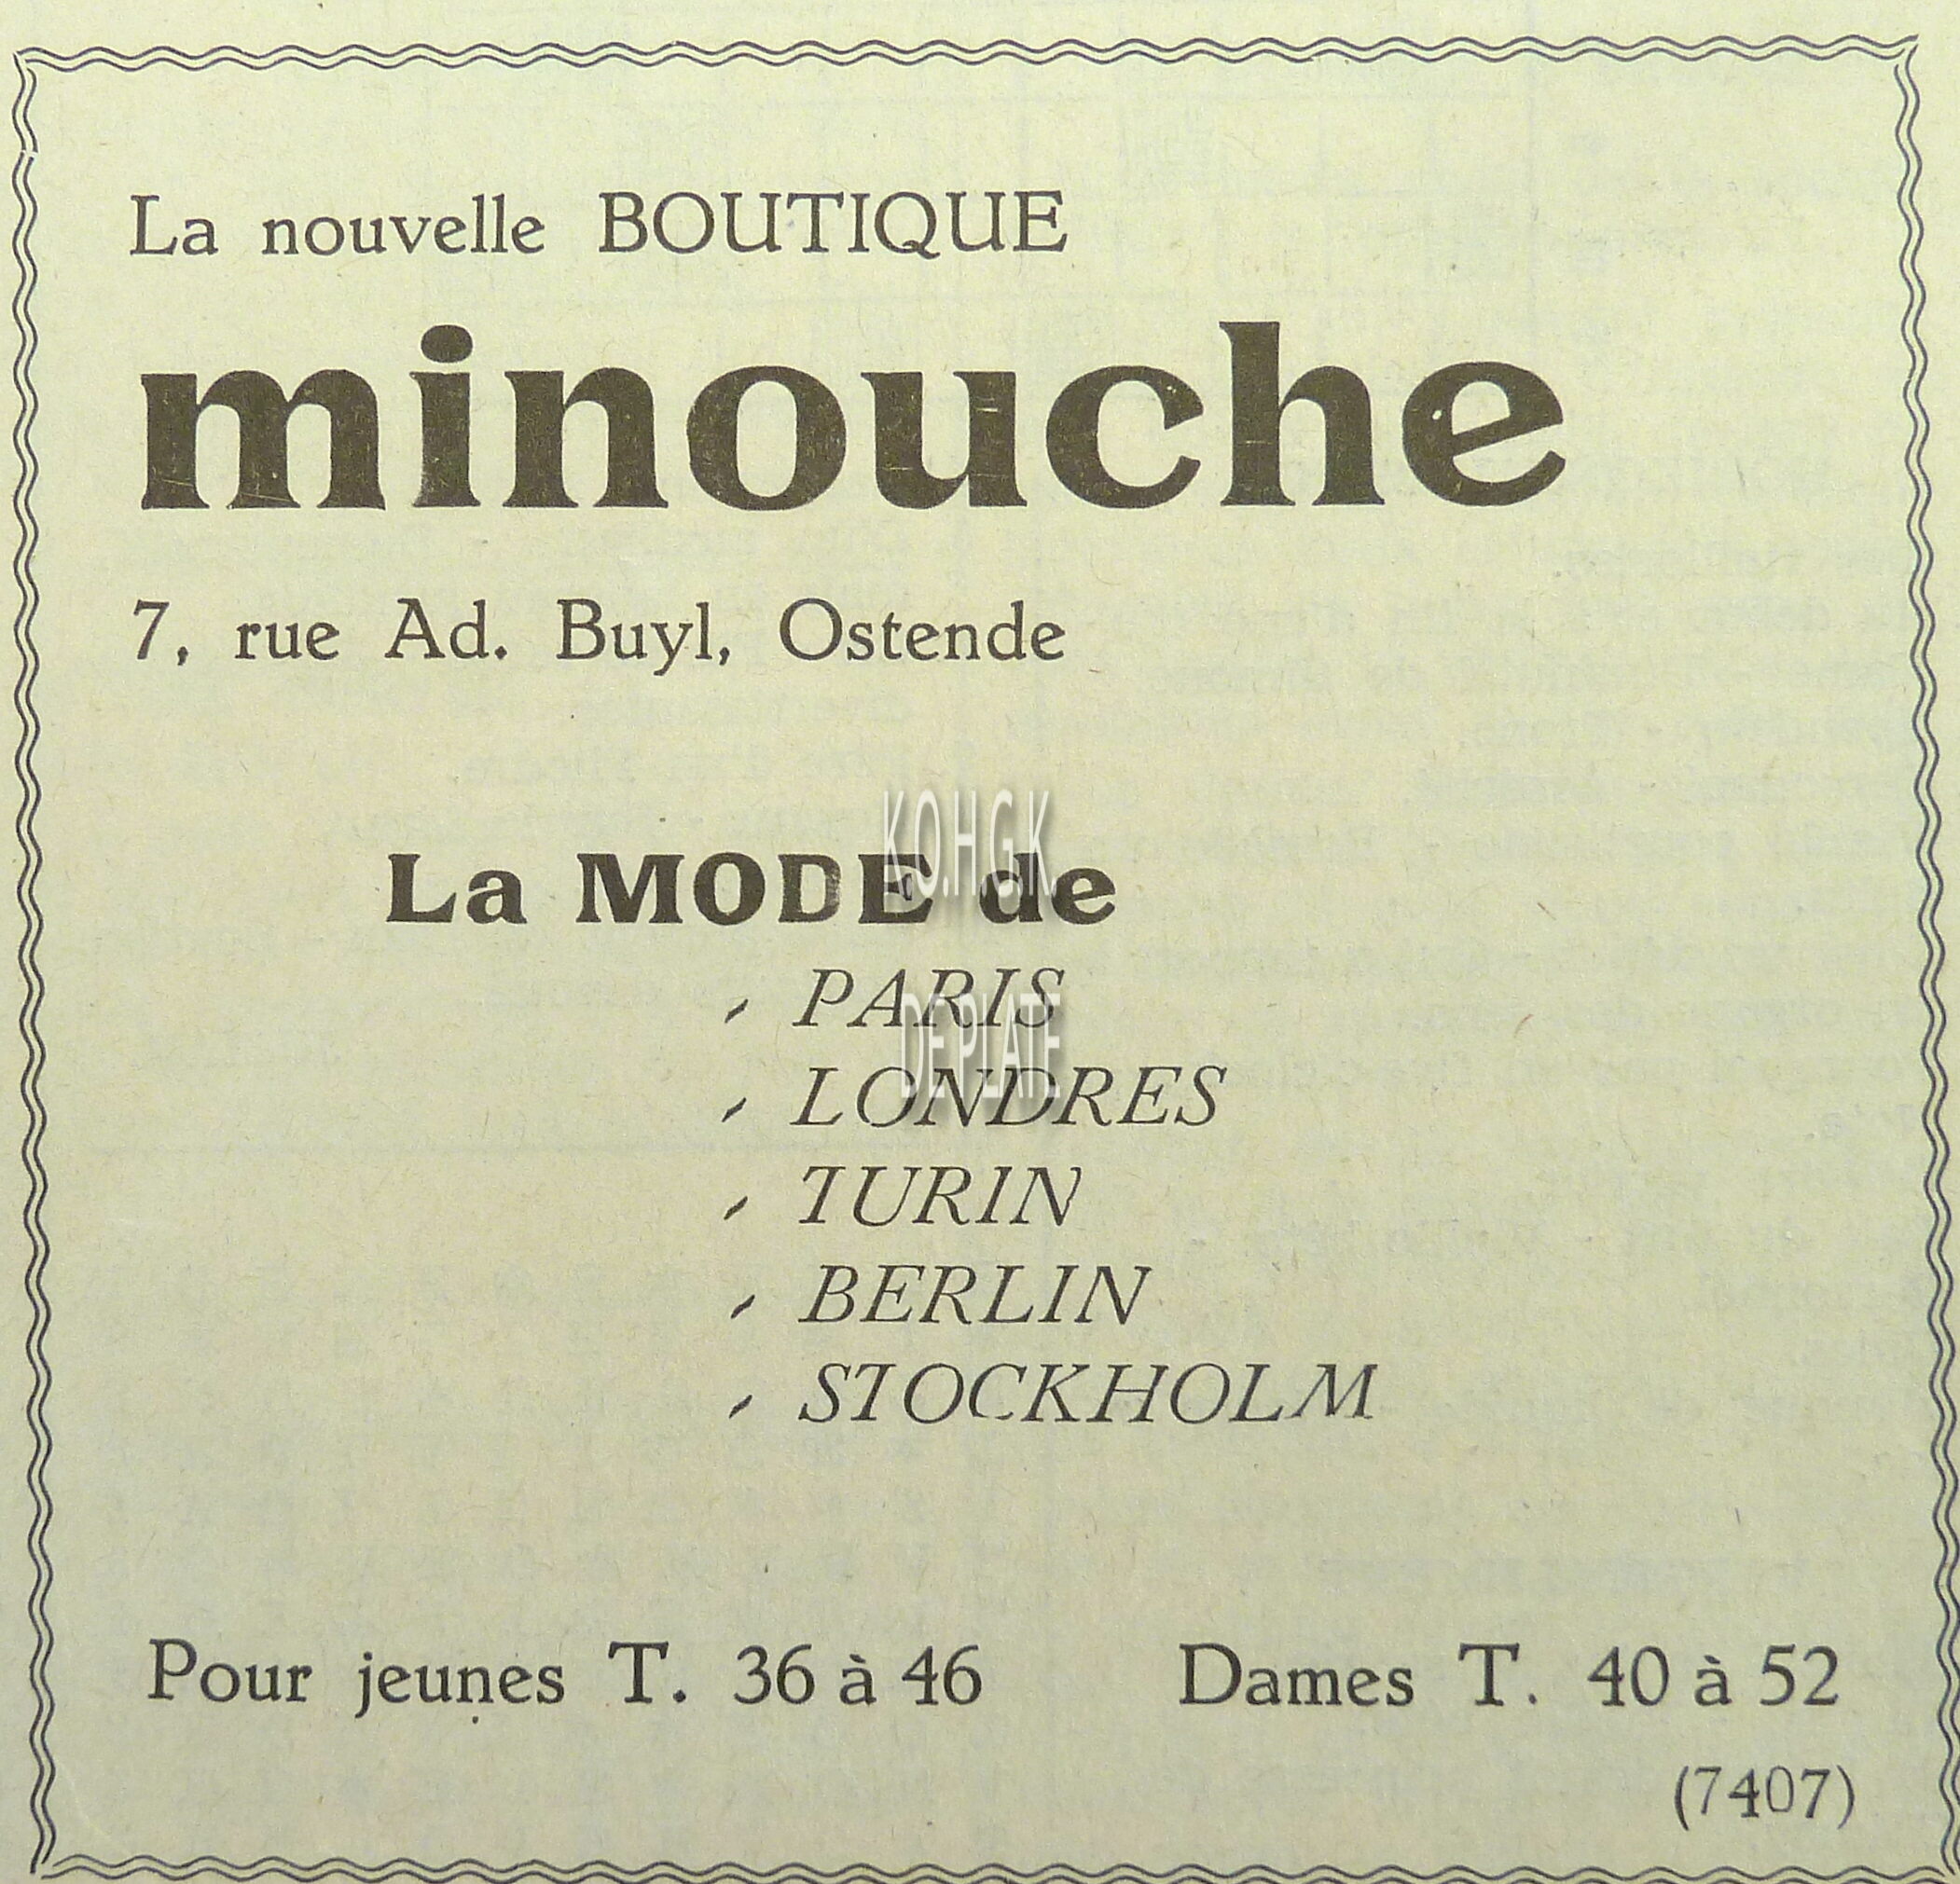 La nouvelle BOUTIQUE
minouche
7, rue Ad. Buyl, Ostende
La MODE de
K.O.H.G.K.
PARIS
DE PLATE
LONDRES
TURIN
BERLIN
STOCKHOLM
Pour jeunes T. 36 à 46 Dames T. 40 à 52
(7407)